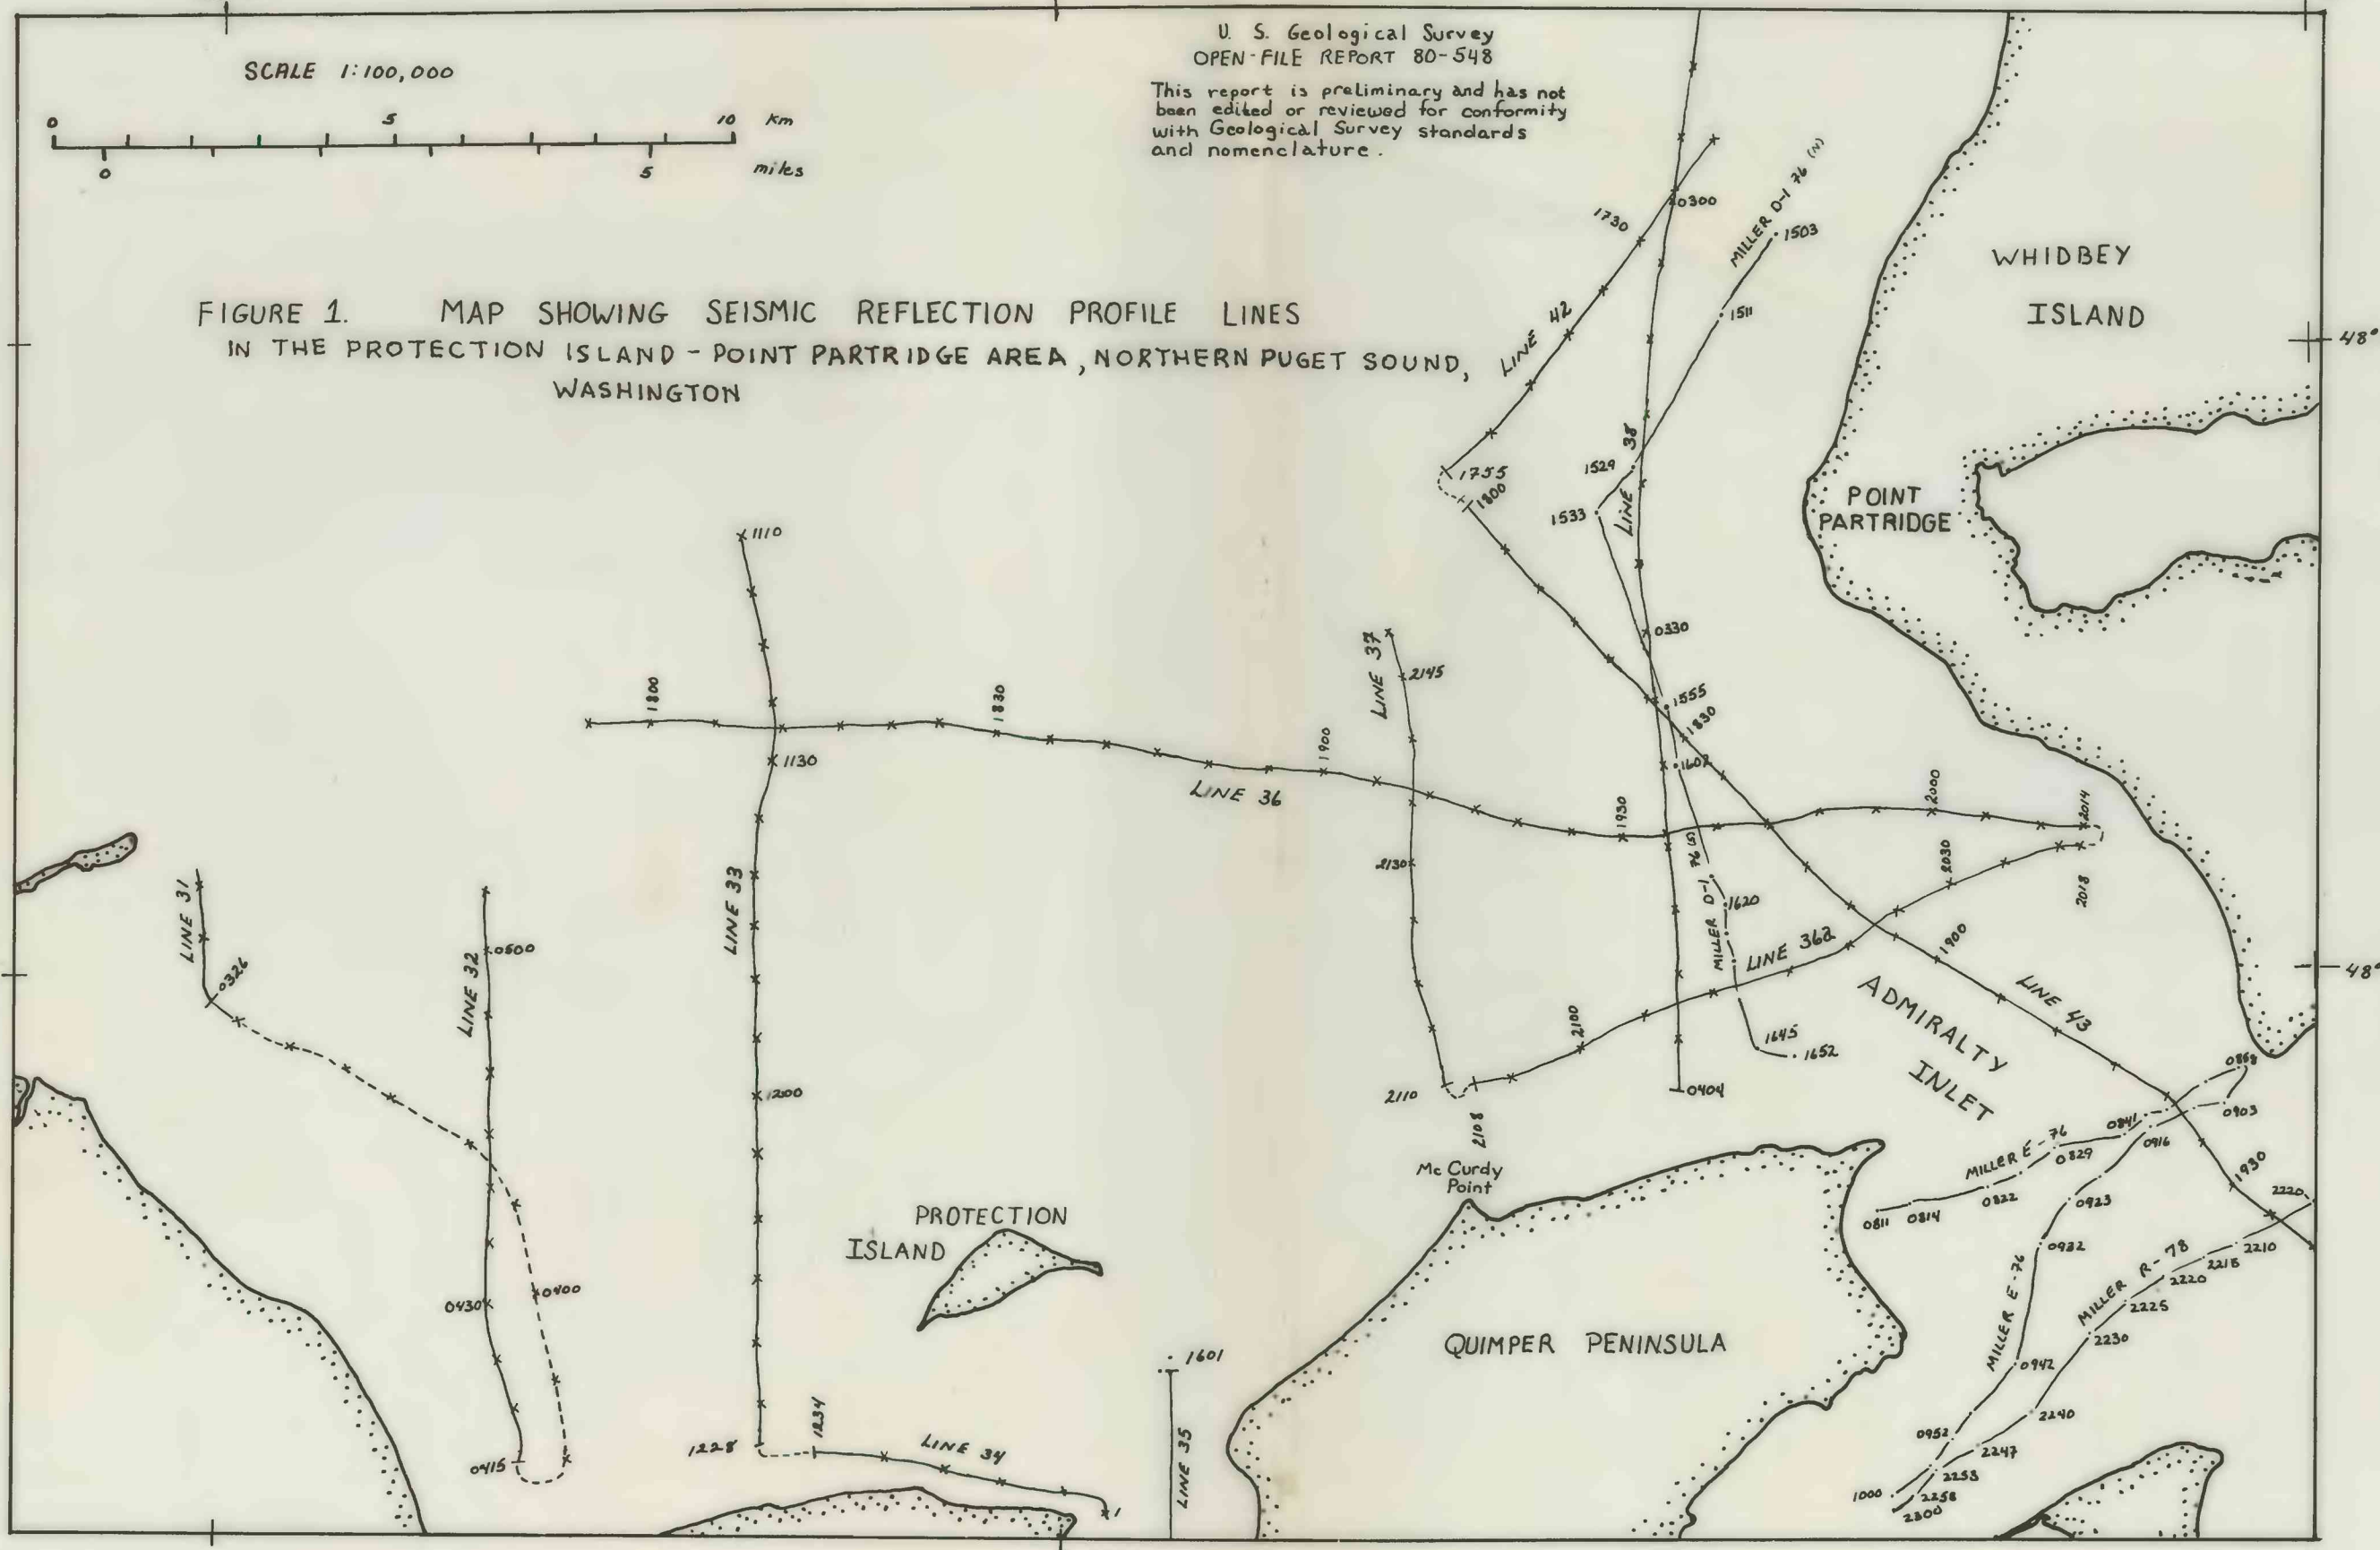 U. S. Geological Survey
OPEN-FILE REPORT 80-548
This report is preliminary and has not
been edited or reviewed for conformity
with Geological Survey standards
and nomenclature.
SCALE 1:100,000
0 5 10 km
0 5 miles
FIGURE 1. MAP SHOWING SEISMIC REFLECTION PROFILE LINES
IN THE PROTECTION ISLAND - POINT PARTRIDGE AREA, NORTHERN PUGET SOUND,
WASHINGTON
WHIDBEY
ISLAND
48°
POINT
PARTRIDGE
MILLER D-1 76 (N)
1503
1511
1529
1533
0300
1730
LINE 42
1755
1800
LINE 38
0330
1555
1830
1602
1110
1130
1800
1830
1900
LINE 36
1930
2000
2014
LINE 37
2145
2130
2110
2108
LINE 33
1200
1228
1234
LINE 34
LINE 31
0326
LINE 32
0500
0430
0400
0415
MILLER D-1 76 (S)
1620
1645
1652
0404
LINE 362
2100
2030
2018
1900
LINE 43
1930
48°
ADMIRALTY
INLET
Mc Curdy
Point
PROTECTION
ISLAND
QUIMPER PENINSULA
1601
LINE 35
MILLER E-76
0811
0814
0822
0829
0841
0903
0916
0923
0932
MILLER E-76
0942
0952
1000
MILLER R-78
2220
2210
2215
2220
2225
2230
2240
2247
2253
2258
2300